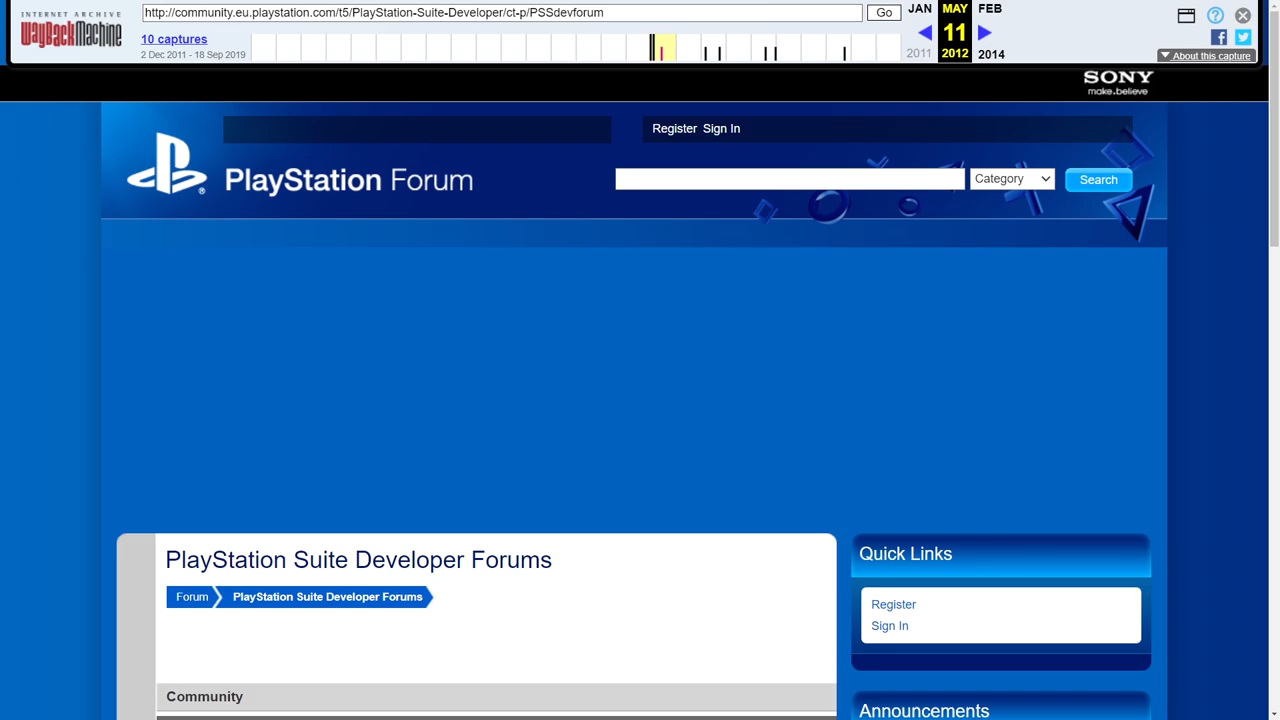 INTERNET ARCHIVE
WayBackMachine
http://community.eu.playstation.com/t5/PlayStation-Suite-Developer/ct-p/PSSdevforum
Go
JAN MAY FEB
10 captures
11
2 Dec 2011 - 18 Sep 2019
2011 2012 2014
About this capture
SONY
make.believe
Register Sign In
PlayStation Forum
Category
Search
PlayStation Suite Developer Forums
Forum
PlayStation Suite Developer Forums
Quick Links
Register
Sign In
Community
Announcements